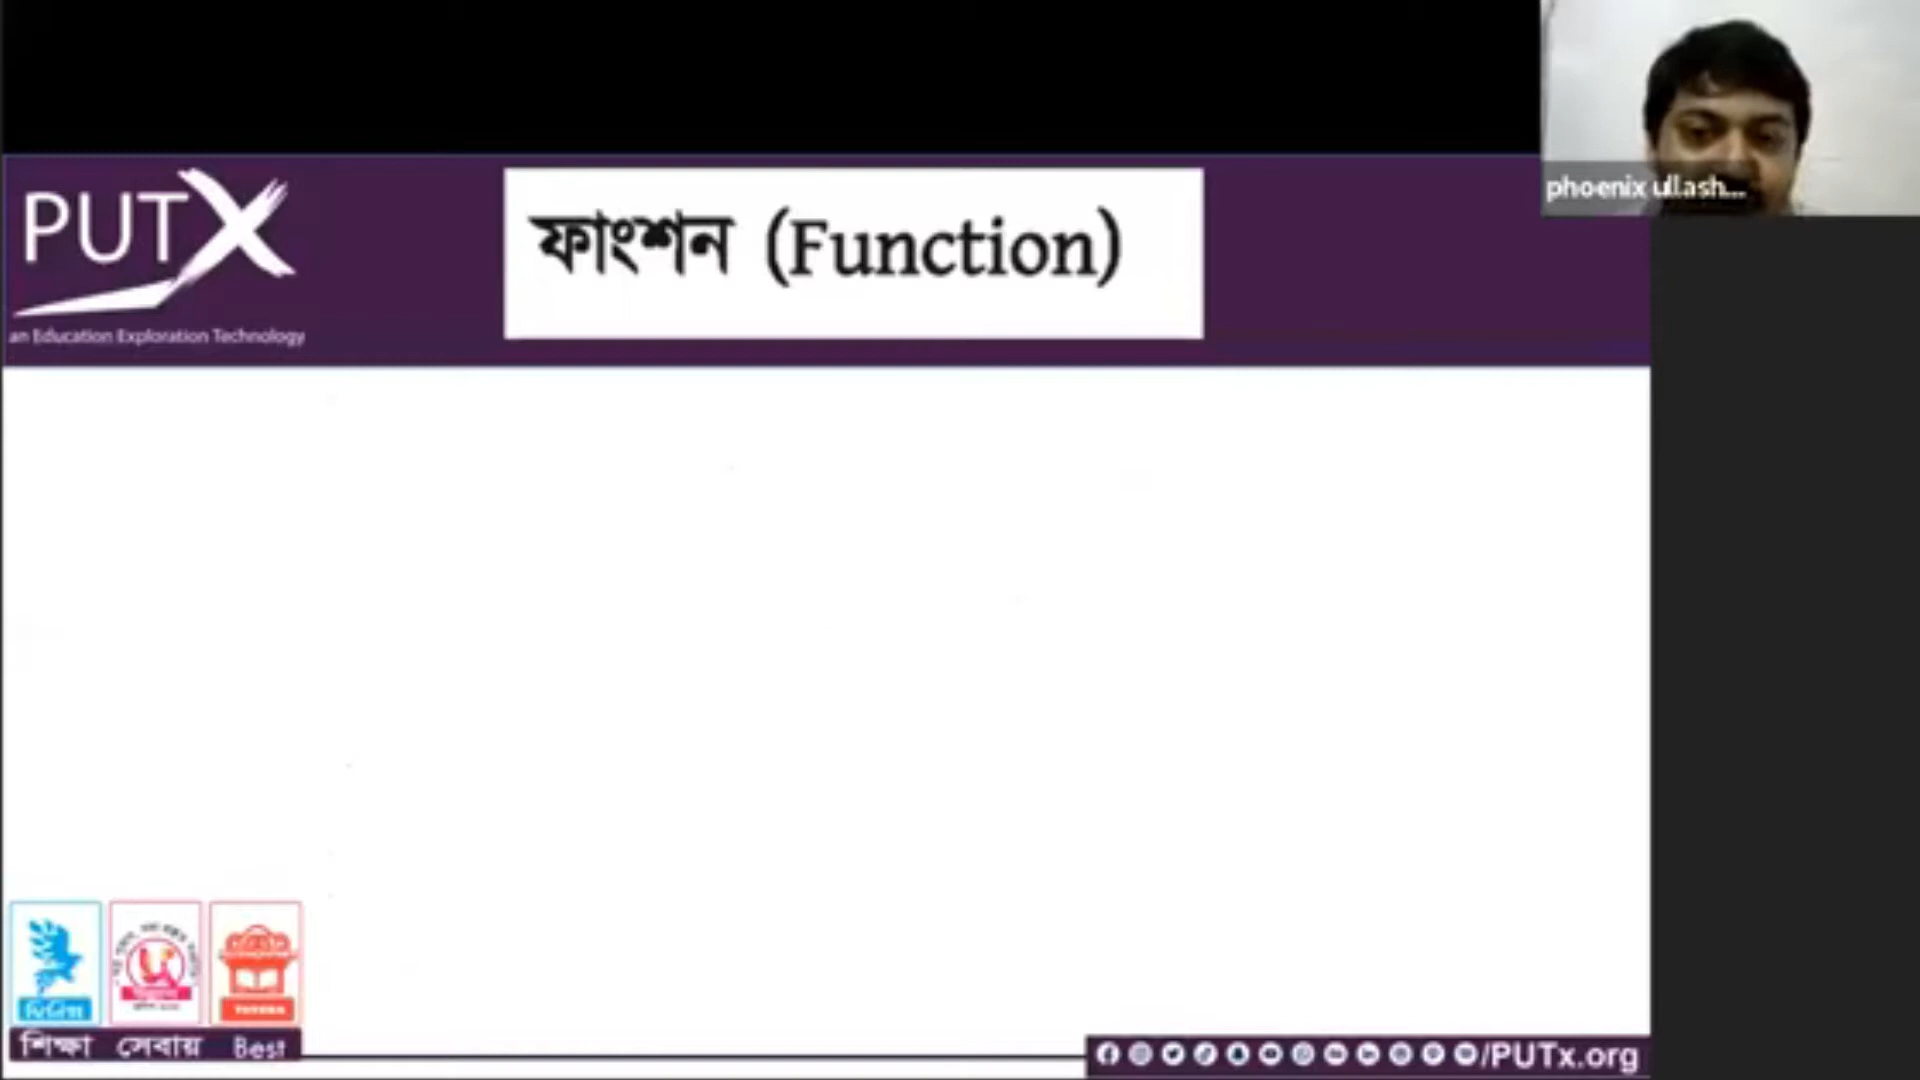 phoenix ullash...
PUTX
an Education Exploration Technology
ফাংশন (Function)
ফিনিক্স
শিক্ষা সেবায় Best
/PUTx.org